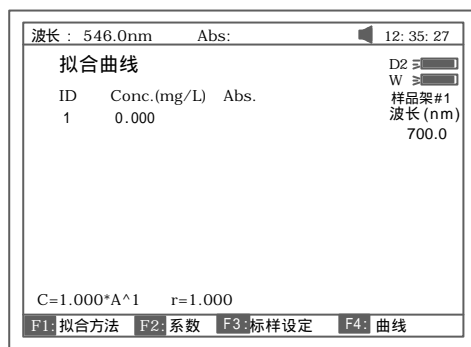 波长 : 546.0nm Abs: 12: 35: 27
拟合曲线
D2
W
ID Conc.(mg/L) Abs.
样品架#1
1 0.000
波长(nm)
700.0
C=1.000*A^1 r=1.000
F1:拟合方法 F2:系数 F3:标样设定 F4: 曲线